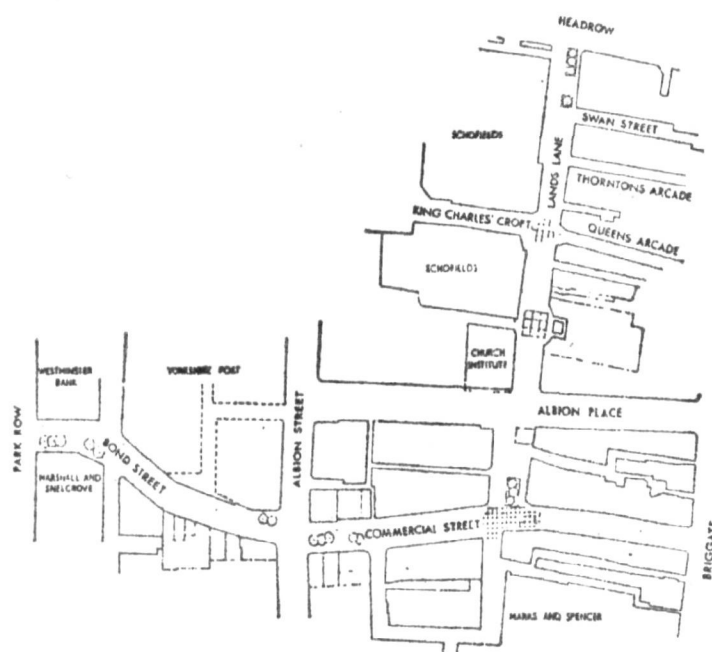 HEADROW
SWAN STREET
SCHOFIELDS
LANDS LANE
THORNTONS ARCADE
KING CHARLES' CROFT
QUEENS ARCADE
SCHOFIELDS
CHURCH
INSTITUTE
WESTMINSTER
BANK
YORKSHIRE POST
ALBION STREET
ALBION PLACE
PARK ROW
BOND STREET
MARSHALL AND
SNELGROVE
COMMERCIAL STREET
BRIGGATE
MARKS AND SPENCER